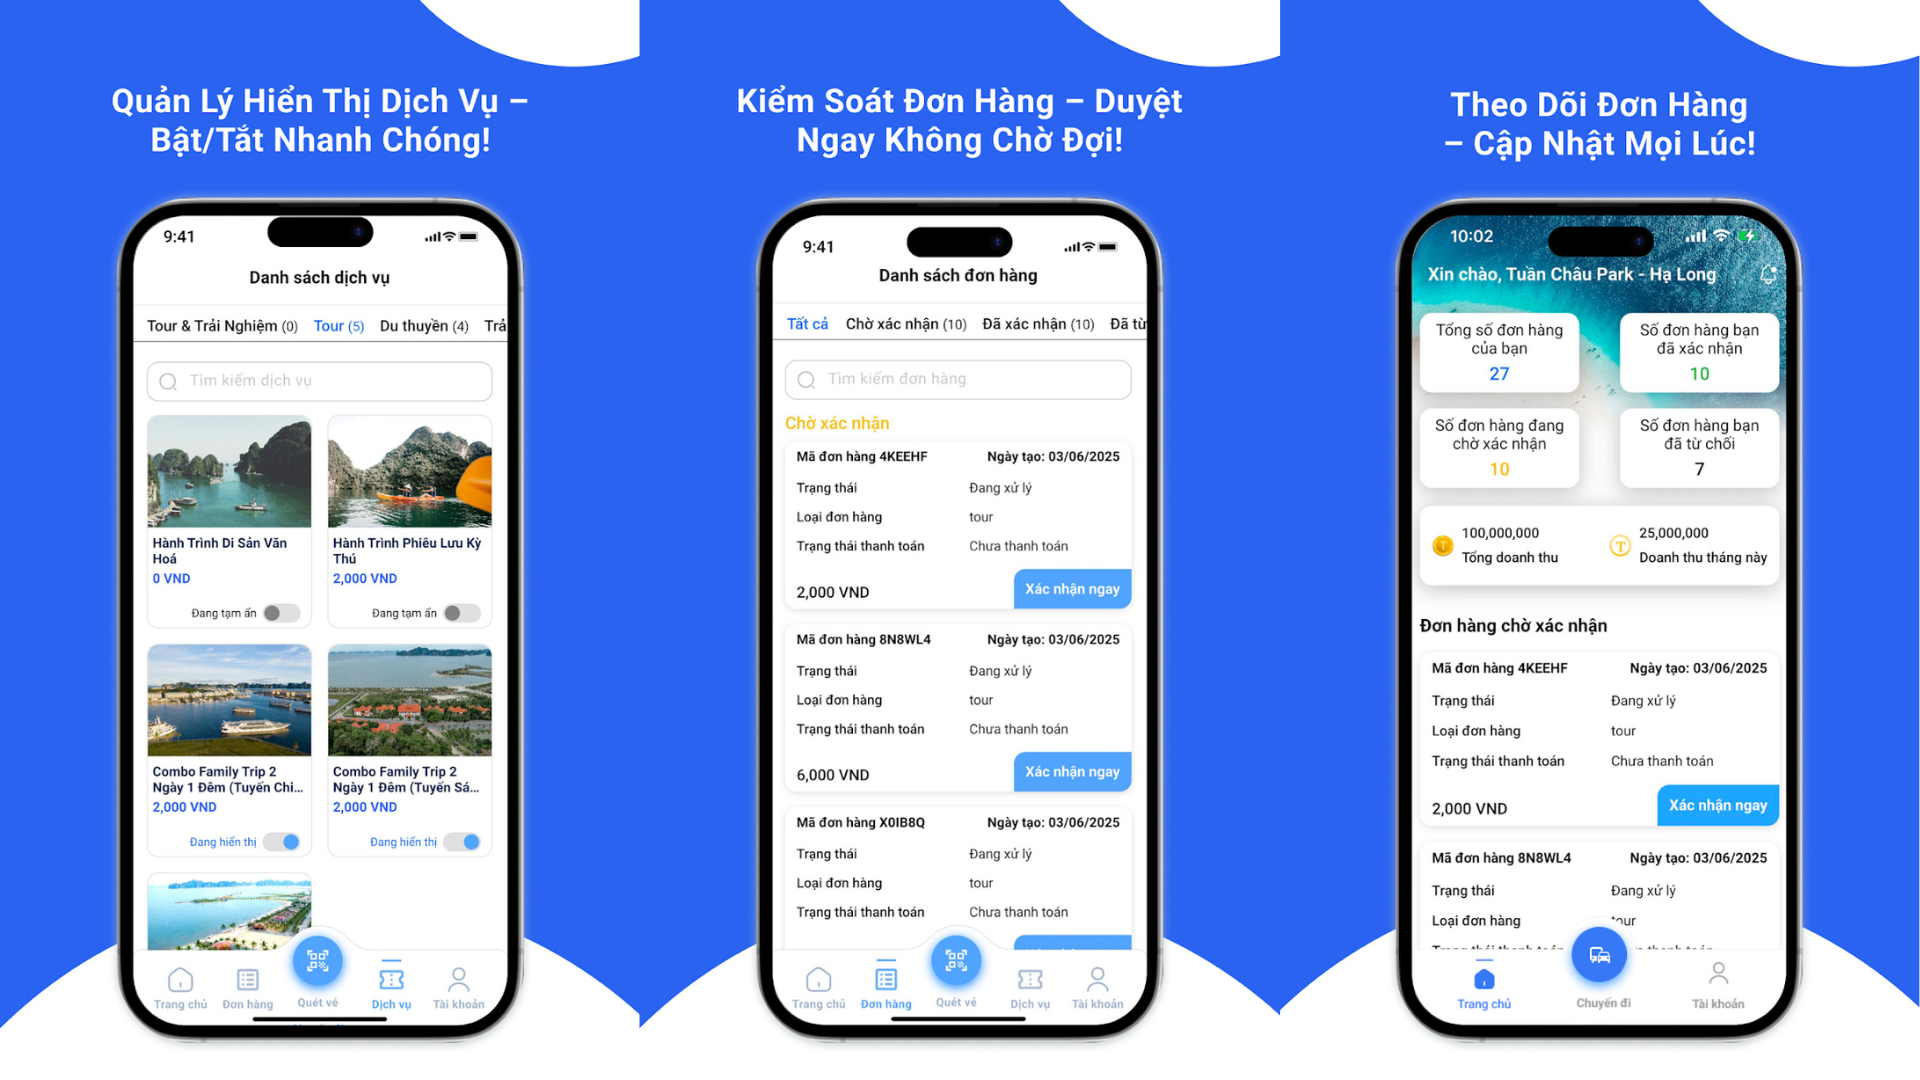 Quản Lý Hiển Thị Dịch Vụ –
Bật/Tắt Nhanh Chóng!
9:41
Danh sách dịch vụ
Tour & Trải Nghiệm (0) Tour (5) Du thuyền (4) Trả
Tìm kiếm dịch vụ
Hành Trình Di Sản Văn
Hoá
0 VND
Đang tạm ẩn
Hành Trình Phiêu Lưu Kỳ
Thú
2,000 VND
Đang tạm ẩn
Combo Family Trip 2
Ngày 1 Đêm (Tuyến Chi...
2,000 VND
Đang hiển thị
Combo Family Trip 2
Ngày 1 Đêm (Tuyến Sá...
2,000 VND
Đang hiển thị
Trang chủ Đơn hàng Quét vé Dịch vụ Tài khoản
Kiểm Soát Đơn Hàng – Duyệt
Ngay Không Chờ Đợi!
9:41
Danh sách đơn hàng
Tất cả Chờ xác nhận (10) Đã xác nhận (10) Đã từ
Tìm kiếm đơn hàng
Chờ xác nhận
Mã đơn hàng 4KEEHF Ngày tạo: 03/06/2025
Trạng thái Đang xử lý
Loại đơn hàng tour
Trạng thái thanh toán Chưa thanh toán
2,000 VND Xác nhận ngay
Mã đơn hàng 8N8WL4 Ngày tạo: 03/06/2025
Trạng thái Đang xử lý
Loại đơn hàng tour
Trạng thái thanh toán Chưa thanh toán
6,000 VND Xác nhận ngay
Mã đơn hàng X0IB8Q Ngày tạo: 03/06/2025
Trạng thái Đang xử lý
Loại đơn hàng tour
Trạng thái thanh toán Chưa thanh toán
Trang chủ Đơn hàng Quét vé Dịch vụ Tài khoản
Theo Dõi Đơn Hàng
– Cập Nhật Mọi Lúc!
10:02
Xin chào, Tuần Châu Park - Hạ Long
Tổng số đơn hàng
của bạn
27
Số đơn hàng bạn
đã xác nhận
10
Số đơn hàng đang
chờ xác nhận
10
Số đơn hàng bạn
đã từ chối
7
100,000,000
Tổng doanh thu
25,000,000
Doanh thu tháng này
Đơn hàng chờ xác nhận
Mã đơn hàng 4KEEHF Ngày tạo: 03/06/2025
Trạng thái Đang xử lý
Loại đơn hàng tour
Trạng thái thanh toán Chưa thanh toán
2,000 VND Xác nhận ngay
Mã đơn hàng 8N8WL4 Ngày tạo: 03/06/2025
Trạng thái Đang xử lý
Loại đơn hàng tour
Trang chủ Chuyến đi Tài khoản